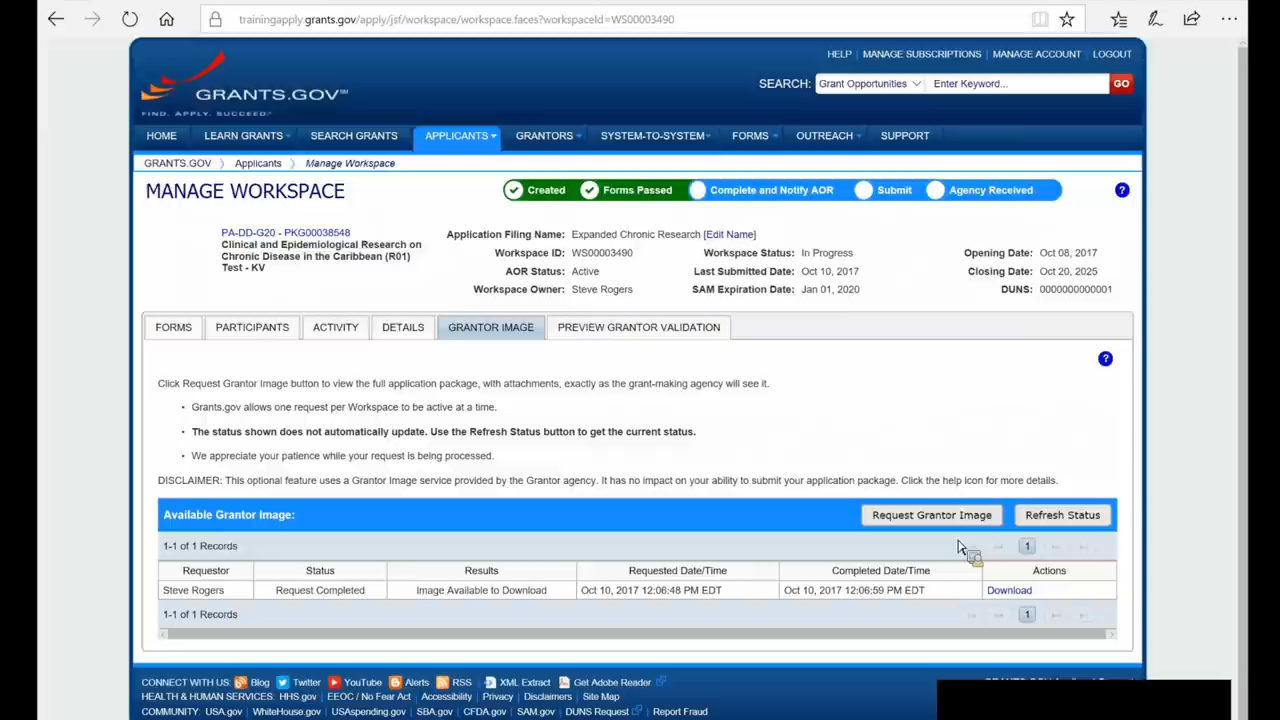 trainingapply.grants.gov/apply/jsf/workspace/workspace.faces?workspaceId=WS00003490
HELP | MANAGE SUBSCRIPTIONS | MANAGE ACCOUNT | LOGOUT
SEARCH: Grant Opportunities Enter Keyword... GO
GRANTS.GOV℠
FIND. APPLY. SUCCEED.℠
HOME LEARN GRANTS SEARCH GRANTS APPLICANTS GRANTORS SYSTEM-TO-SYSTEM FORMS OUTREACH SUPPORT
GRANTS.GOV 〉 Applicants 〉 Manage Workspace
MANAGE WORKSPACE
Created Forms Passed Complete and Notify AOR Submit Agency Received ?
PA-DD-G20 - PKG00038548
Clinical and Epidemiological Research on
Chronic Disease in the Caribbean (R01)
Test - KV
Application Filing Name: Expanded Chronic Research [Edit Name]
Workspace ID: WS00003490 Workspace Status: In Progress Opening Date: Oct 08, 2017
AOR Status: Active Last Submitted Date: Oct 10, 2017 Closing Date: Oct 20, 2025
Workspace Owner: Steve Rogers SAM Expiration Date: Jan 01, 2020 DUNS: 0000000000001
FORMS PARTICIPANTS ACTIVITY DETAILS GRANTOR IMAGE PREVIEW GRANTOR VALIDATION
?
Click Request Grantor Image button to view the full application package, with attachments, exactly as the grant-making agency will see it.
• Grants.gov allows one request per Workspace to be active at a time.
• The status shown does not automatically update. Use the Refresh Status button to get the current status.
• We appreciate your patience while your request is being processed.
DISCLAIMER: This optional feature uses a Grantor Image service provided by the Grantor agency. It has no impact on your ability to submit your application package. Click the help icon for more details.
Available Grantor Image: Request Grantor Image Refresh Status
1-1 of 1 Records 1
Requestor Status Results Requested Date/Time Completed Date/Time Actions
Steve Rogers Request Completed Image Available to Download Oct 10, 2017 12:06:48 PM EDT Oct 10, 2017 12:06:59 PM EDT Download
1-1 of 1 Records 1
CONNECT WITH US: Blog Twitter YouTube Alerts RSS XML Extract Get Adobe Reader
HEALTH & HUMAN SERVICES: HHS.gov | EEOC / No Fear Act | Accessibility | Privacy | Disclaimers | Site Map
COMMUNITY: USA.gov | WhiteHouse.gov | USAspending.gov | SBA.gov | CFDA.gov | SAM.gov | DUNS Request | Report Fraud